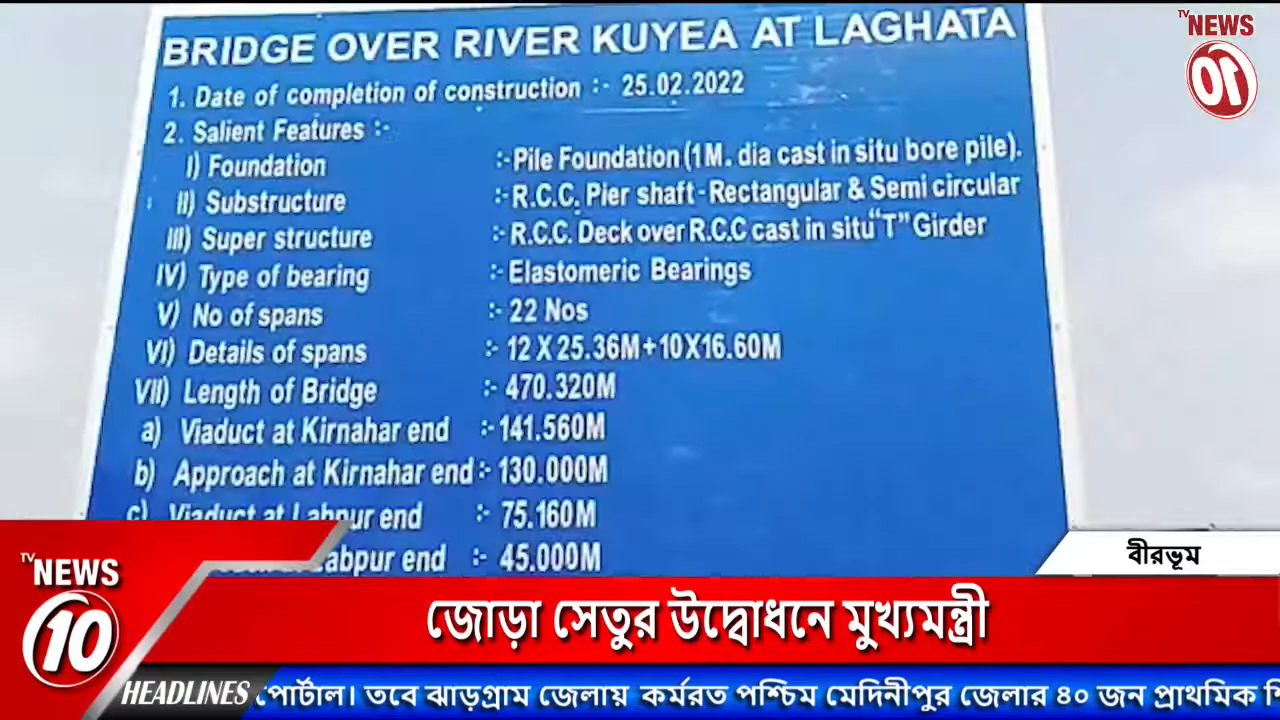 BRIDGE OVER RIVER KUYEA AT LAGHATA
1. Date of completion of construction :- 25.02.2022
2. Salient Features :-
I) Foundation :- Pile Foundation (1M. dia cast in situ bore pile).
II) Substructure :- R.C.C. Pier shaft - Rectangular & Semi circular
III) Super structure :- R.C.C. Deck over R.C.C cast in situ "T" Girder
IV) Type of bearing :- Elastomeric Bearings
V) No of spans :- 22 Nos
VI) Details of spans :- 12 X 25.36M+10X16.60M
VII) Length of Bridge :- 470.320M
a) Viaduct at Kirnahar end :- 141.560M
b) Approach at Kirnahar end :- 130.000M
c) Viaduct at Labpur end :- 75.160M
Labpur end :- 45.000M
TV NEWS
10
বীরভূম
TV NEWS
10
জোড়া সেতুর উদ্বোধনে মুখ্যমন্ত্রী
HEADLINES
পোর্টাল। তবে ঝাড়গ্রাম জেলায় কর্মরত পশ্চিম মেদিনীপুর জেলার ৪০ জন প্রাথমিক